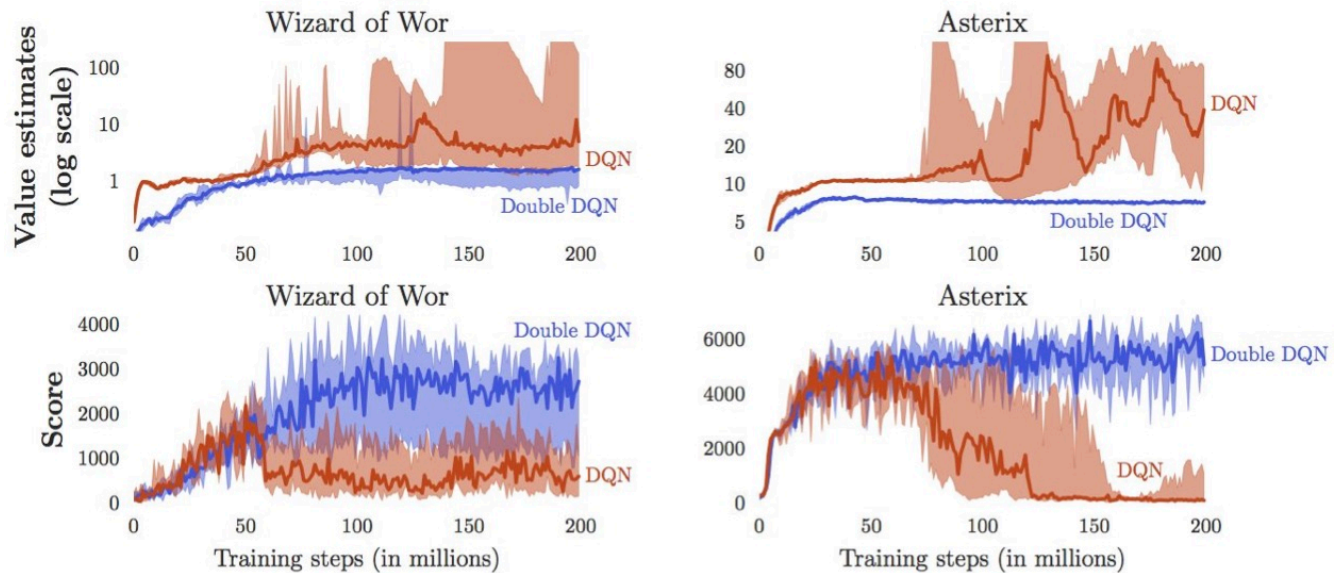 Wizard of Wor
Asterix
Value estimates
(log scale)
100
10
1
DQN
Double DQN
0 50 100 150 200
80
40
20
10
5
DQN
Double DQN
0 50 100 150 200
Wizard of Wor
Asterix
Score
4000
3000
2000
1000
0
Double DQN
DQN
0 50 100 150 200
Training steps (in millions)
6000
4000
2000
0
Double DQN
DQN
0 50 100 150 200
Training steps (in millions)